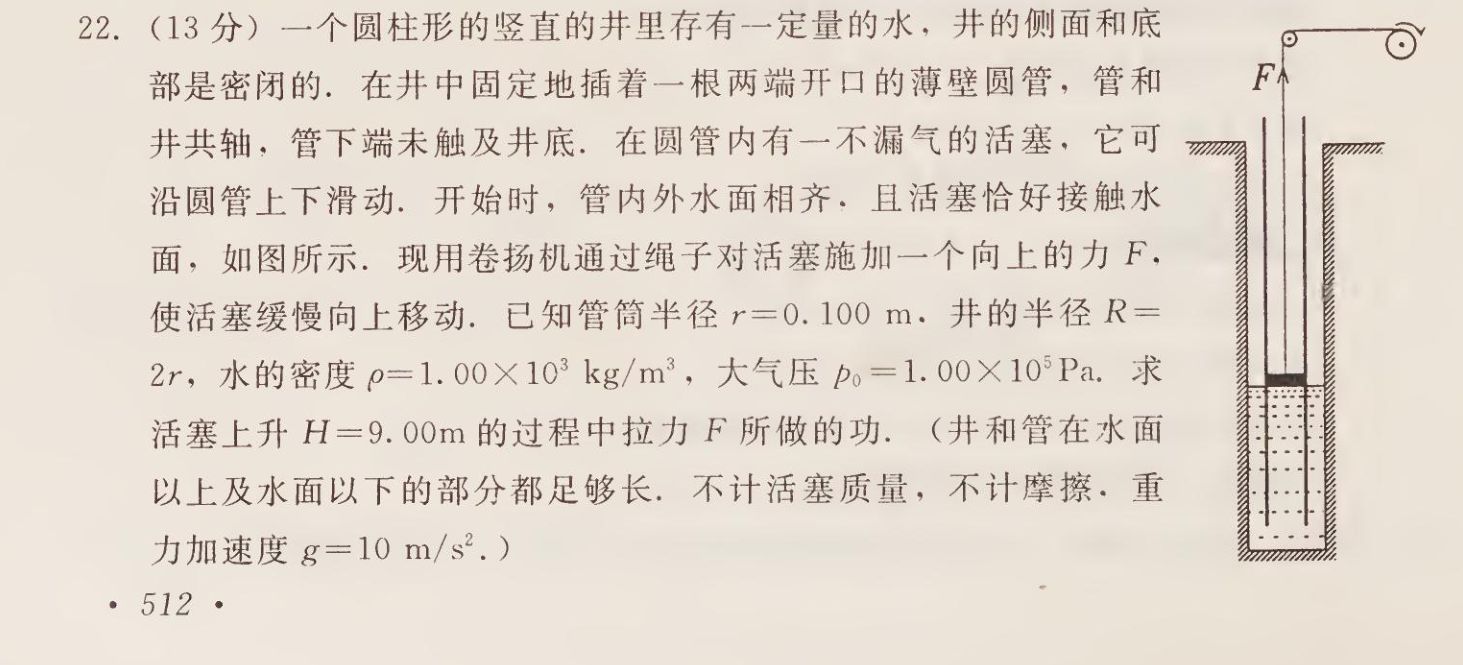 22. (13 分) 一个圆柱形的竖直的井里存有一定量的水，井的侧面和底
部是密闭的. 在井中固定地插着一根两端开口的薄壁圆管，管和
井共轴，管下端未触及井底. 在圆管内有一不漏气的活塞，它可
沿圆管上下滑动. 开始时，管内外水面相齐，且活塞恰好接触水
面，如图所示. 现用卷扬机通过绳子对活塞施加一个向上的力 F，
使活塞缓慢向上移动. 已知管筒半径 r=0.100 m，井的半径 R=
2r，水的密度 ρ=1.00×10³ kg/m³，大气压 p₀=1.00×10⁵Pa. 求
活塞上升 H=9.00m 的过程中拉力 F 所做的功. （井和管在水面
以上及水面以下的部分都足够长. 不计活塞质量，不计摩擦，重
力加速度 g=10 m/s².）
F
· 512 ·